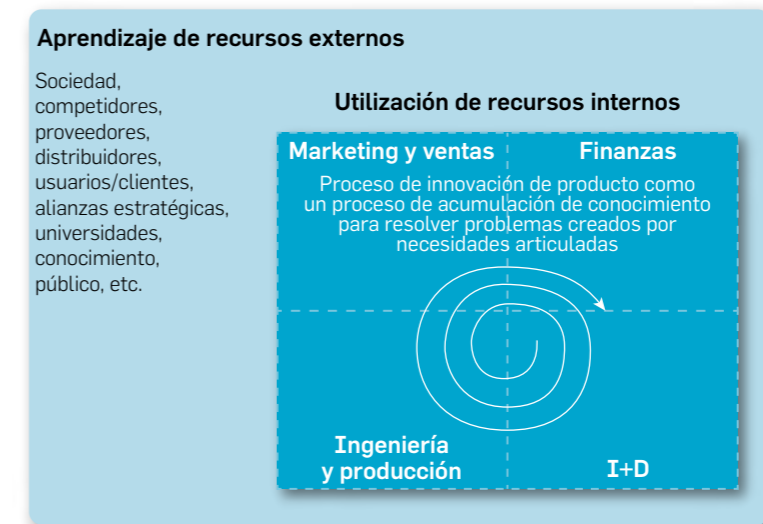 Aprendizaje de recursos externos
Sociedad,
competidores,
proveedores,
distribuidores,
usuarios/clientes,
alianzas estratégicas,
universidades,
conocimiento,
público, etc.
Utilización de recursos internos
Marketing y ventas
Finanzas
Proceso de innovación de producto como
un proceso de acumulación de conocimiento
para resolver problemas creados por
necesidades articuladas
Ingeniería
y producción
I+D